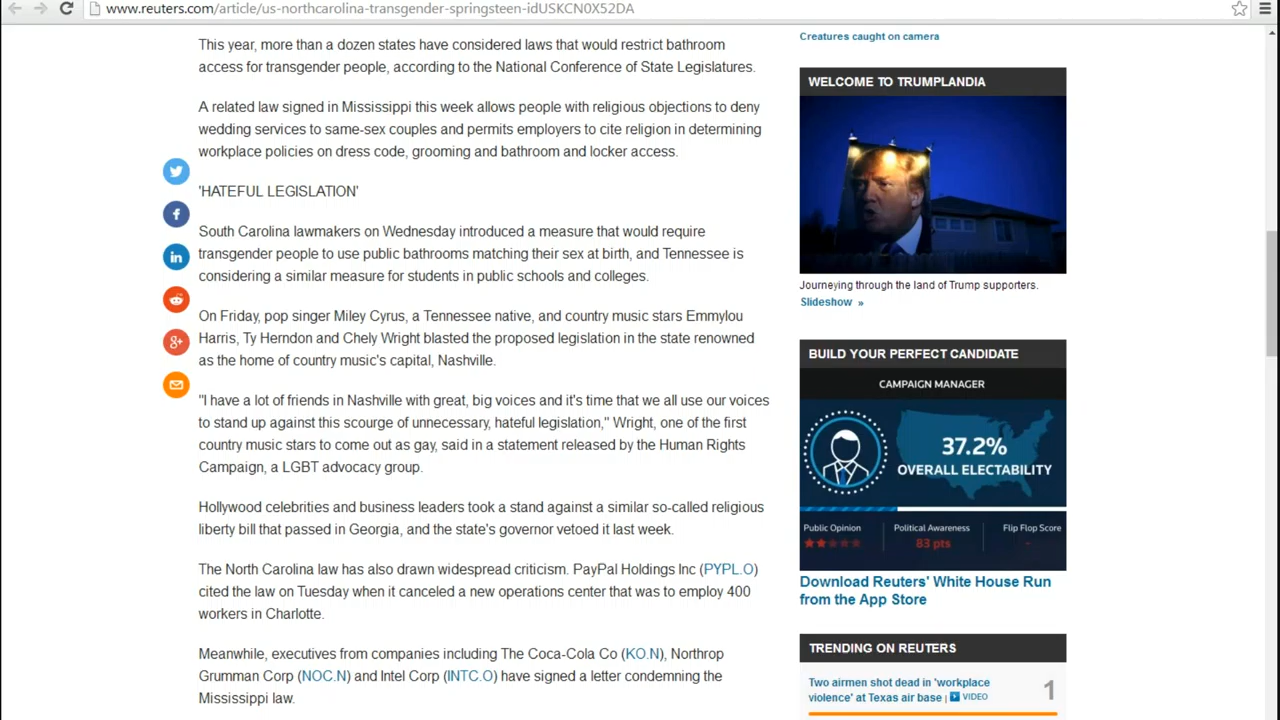 www.reuters.com/article/us-northcarolina-transgender-springsteen-idUSKCN0X52DA
This year, more than a dozen states have considered laws that would restrict bathroom
access for transgender people, according to the National Conference of State Legislatures.
A related law signed in Mississippi this week allows people with religious objections to deny
wedding services to same-sex couples and permits employers to cite religion in determining
workplace policies on dress code, grooming and bathroom and locker access.
'HATEFUL LEGISLATION'
South Carolina lawmakers on Wednesday introduced a measure that would require
transgender people to use public bathrooms matching their sex at birth, and Tennessee is
considering a similar measure for students in public schools and colleges.
On Friday, pop singer Miley Cyrus, a Tennessee native, and country music stars Emmylou
Harris, Ty Herndon and Chely Wright blasted the proposed legislation in the state renowned
as the home of country music's capital, Nashville.
"I have a lot of friends in Nashville with great, big voices and it's time that we all use our voices
to stand up against this scourge of unnecessary, hateful legislation," Wright, one of the first
country music stars to come out as gay, said in a statement released by the Human Rights
Campaign, a LGBT advocacy group.
Hollywood celebrities and business leaders took a stand against a similar so-called religious
liberty bill that passed in Georgia, and the state's governor vetoed it last week.
The North Carolina law has also drawn widespread criticism. PayPal Holdings Inc (PYPL.O)
cited the law on Tuesday when it canceled a new operations center that was to employ 400
workers in Charlotte.
Meanwhile, executives from companies including The Coca-Cola Co (KO.N), Northrop
Grumman Corp (NOC.N) and Intel Corp (INTC.O) have signed a letter condemning the
Mississippi law.
Creatures caught on camera
WELCOME TO TRUMPLANDIA
Journeying through the land of Trump supporters.
Slideshow »
BUILD YOUR PERFECT CANDIDATE
CAMPAIGN MANAGER
37.2%
OVERALL ELECTABILITY
Public Opinion Political Awareness Flip Flop Score
83 pts -
Download Reuters' White House Run
from the App Store
TRENDING ON REUTERS
Two airmen shot dead in 'workplace
violence' at Texas air base | VIDEO 1